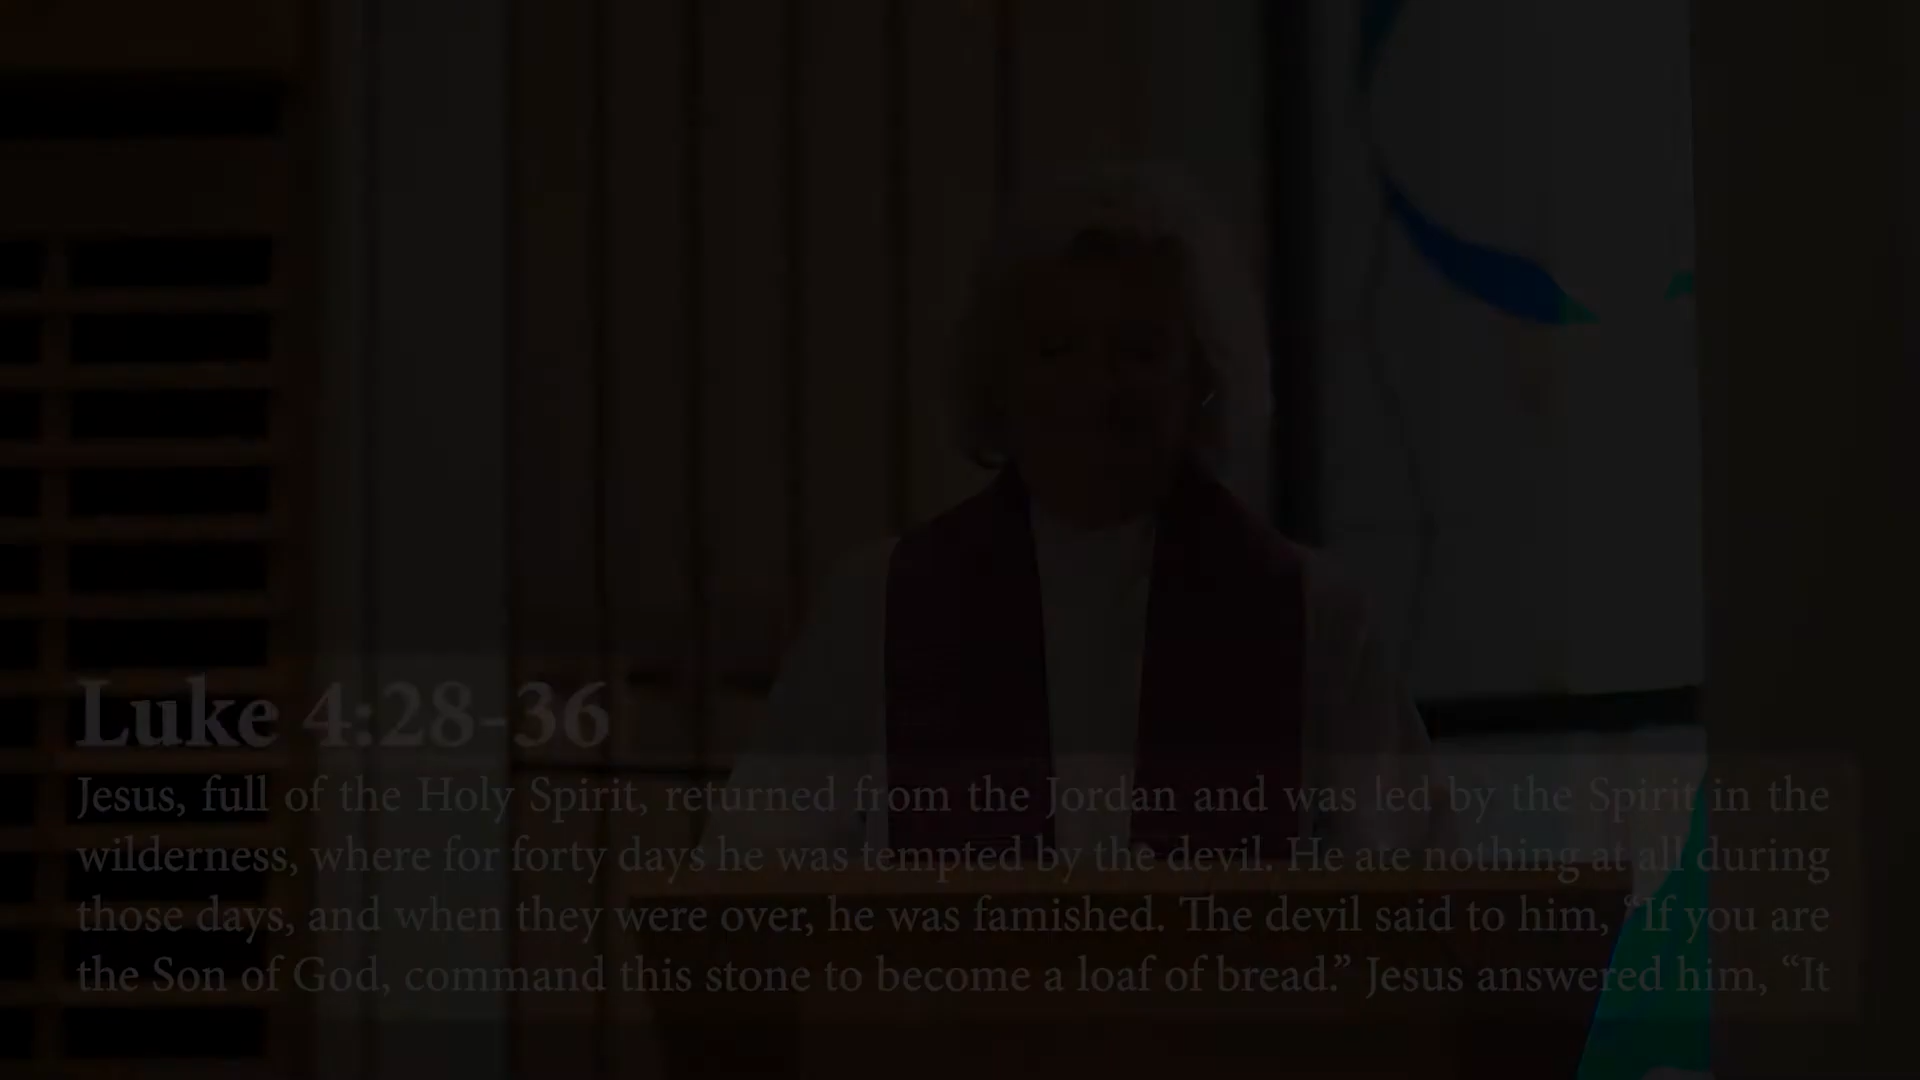 Luke 4:28-36
Jesus, full of the Holy Spirit, returned from the Jordan and was led by the Spirit in the
wilderness, where for forty days he was tempted by the devil. He ate nothing at all during
those days, and when they were over, he was famished. The devil said to him, “If you are
the Son of God, command this stone to become a loaf of bread.” Jesus answered him, “It